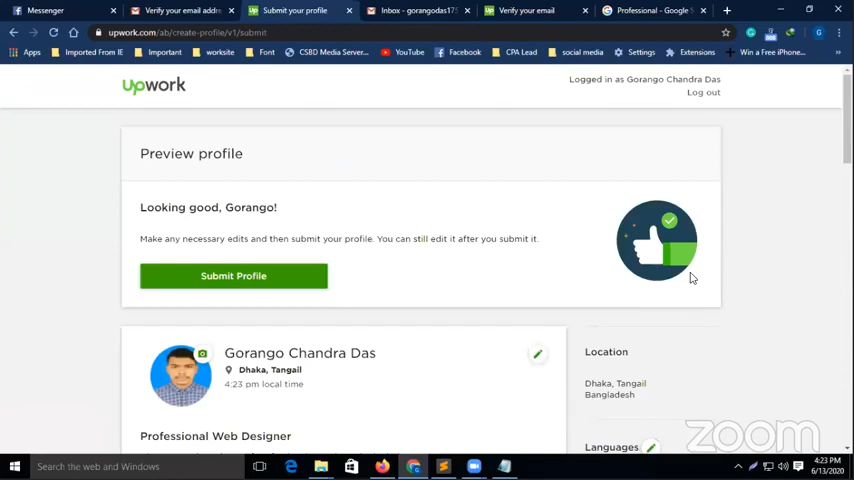 Messenger
Verify your email addr
Submit your profile
Inbox - gorangodas175
Verify your email
Professional - Google S
upwork.com/ab/create-profile/v1/submit
Apps
Imported From IE
Important
worksite
Font
CSBD Media Server...
YouTube
Facebook
CPA Lead
social media
Settings
Extensions
Win a Free iPhone...
upwork
Logged in as Gorango Chandra Das
Log out
Preview profile
Looking good, Gorango!
Make any necessary edits and then submit your profile. You can still edit it after you submit it.
Submit Profile
Gorango Chandra Das
Dhaka, Tangail
4:23 pm local time
Professional Web Designer
Location
Dhaka, Tangail
Bangladesh
Languages
zoom
Search the web and Windows
4:23 PM
6/13/2020